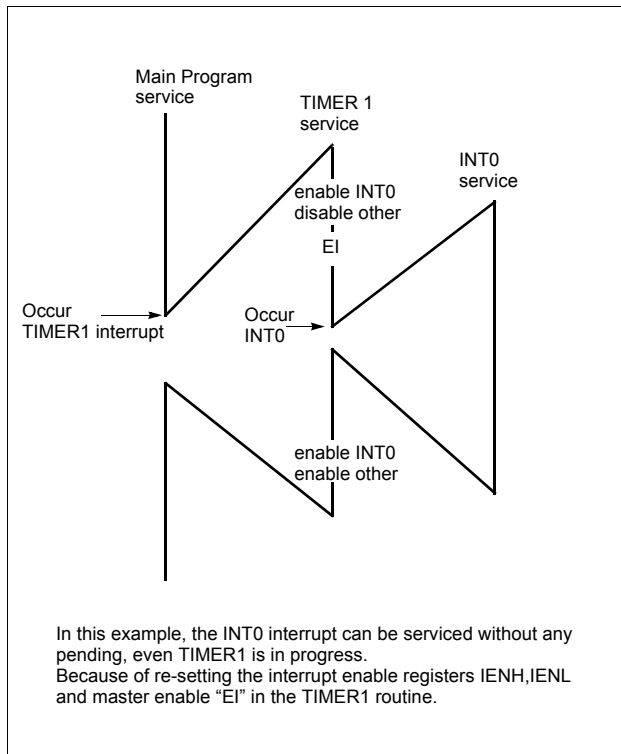 Main Program
service
TIMER 1
service
INT0
service
enable INT0
disable other
EI
Occur
TIMER1 interrupt
Occur
INT0
enable INT0
enable other
In this example, the INT0 interrupt can be serviced without any
pending, even TIMER1 is in progress.
Because of re-setting the interrupt enable registers IENH,IENL
and master enable “EI” in the TIMER1 routine.